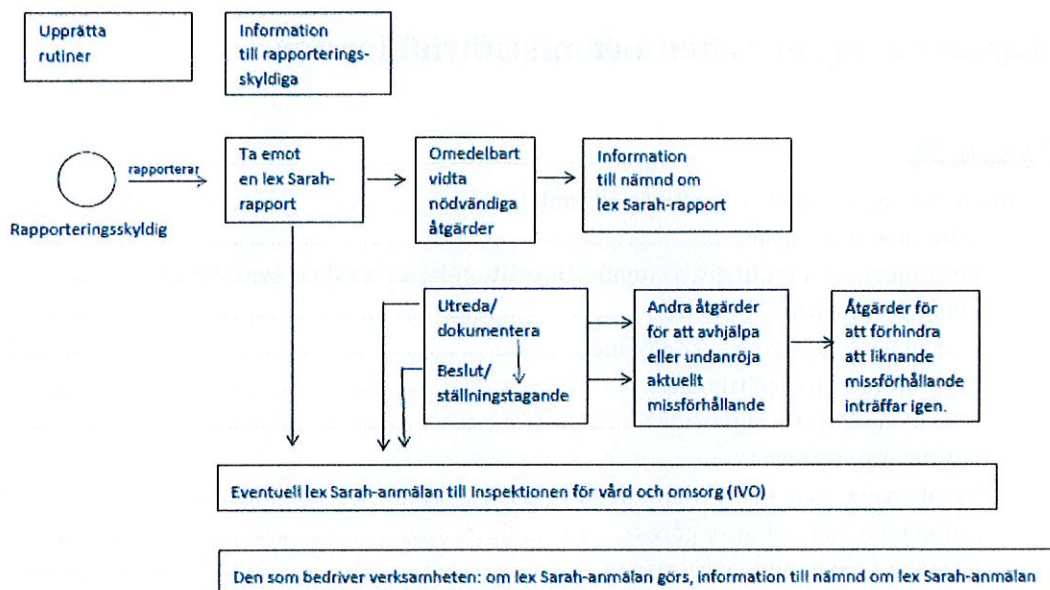 Upprätta
rutiner
Information
till rapporterings-
skyldiga
rapporterar
Rapporteringsskyldig
Ta emot
en lex Sarah-
rapport
Omedelbart
vidta
nödvändiga
åtgärder
Information
till nämnd om
lex Sarah-rapport
Utreda/
dokumentera
Beslut/
ställningstagande
Andra åtgärder
för att avhjälpa
eller undanröja
aktuellt
missförhållande
Åtgärder för
att förhindra
att liknande
missförhållande
inträffar igen.
Eventuell lex Sarah-anmälan till Inspektionen för vård och omsorg (IVO)
Den som bedriver verksamheten: om lex Sarah-anmälan görs, information till nämnd om lex Sarah-anmälan